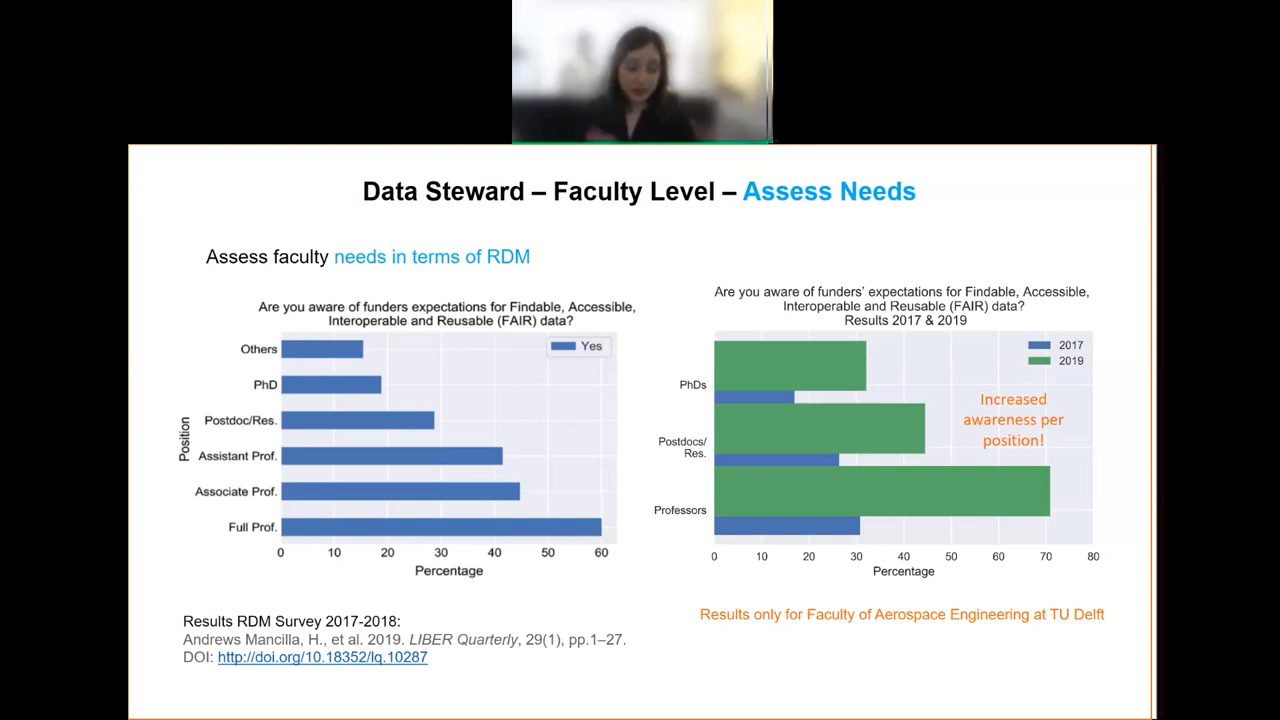 Data Steward – Faculty Level – Assess Needs
Assess faculty needs in terms of RDM
Are you aware of funders expectations for Findable, Accessible,
Interoperable and Reusable (FAIR) data?
Yes
Position
Others
PhD
Postdoc/Res.
Assistant Prof.
Associate Prof.
Full Prof.
0 10 20 30 40 50 60
Percentage
Results RDM Survey 2017-2018:
Andrews Mancilla, H., et al. 2019. LIBER Quarterly, 29(1), pp.1–27.
DOI: http://doi.org/10.18352/lq.10287
Are you aware of funders' expectations for Findable, Accessible,
Interoperable and Reusable (FAIR) data?
Results 2017 & 2019
2017
2019
PhDs
Postdocs/
Res.
Professors
Increased
awareness per
position!
0 10 20 30 40 50 60 70 80
Percentage
Results only for Faculty of Aerospace Engineering at TU Delft